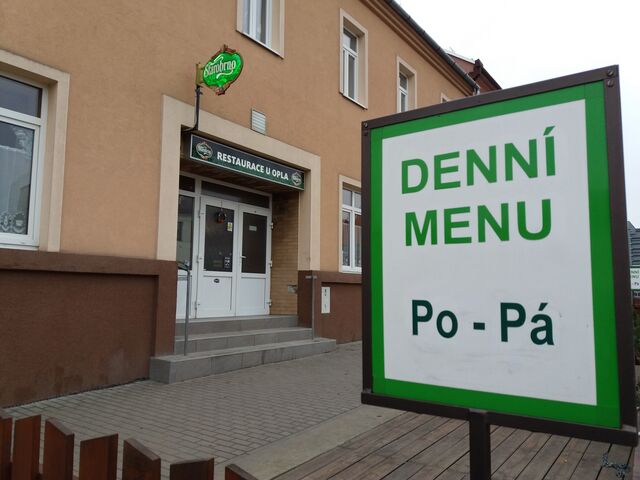 Starobrno
RESTAURACE U OPLA
DENNÍ
MENU
Po - Pá